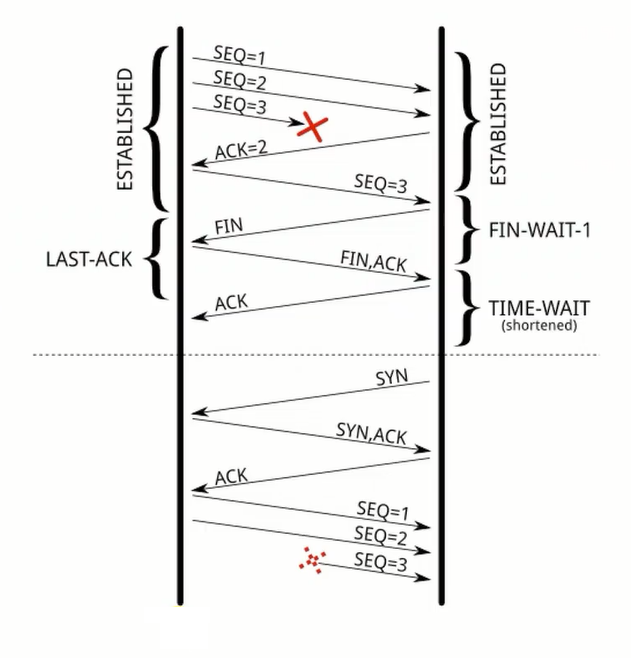 SEQ=1
SEQ=2
SEQ=3
ESTABLISHED
ESTABLISHED
ACK=2
SEQ=3
FIN
FIN-WAIT-1
LAST-ACK
FIN,ACK
ACK
TIME-WAIT
(shortened)
SYN
SYN,ACK
ACK
SEQ=1
SEQ=2
SEQ=3